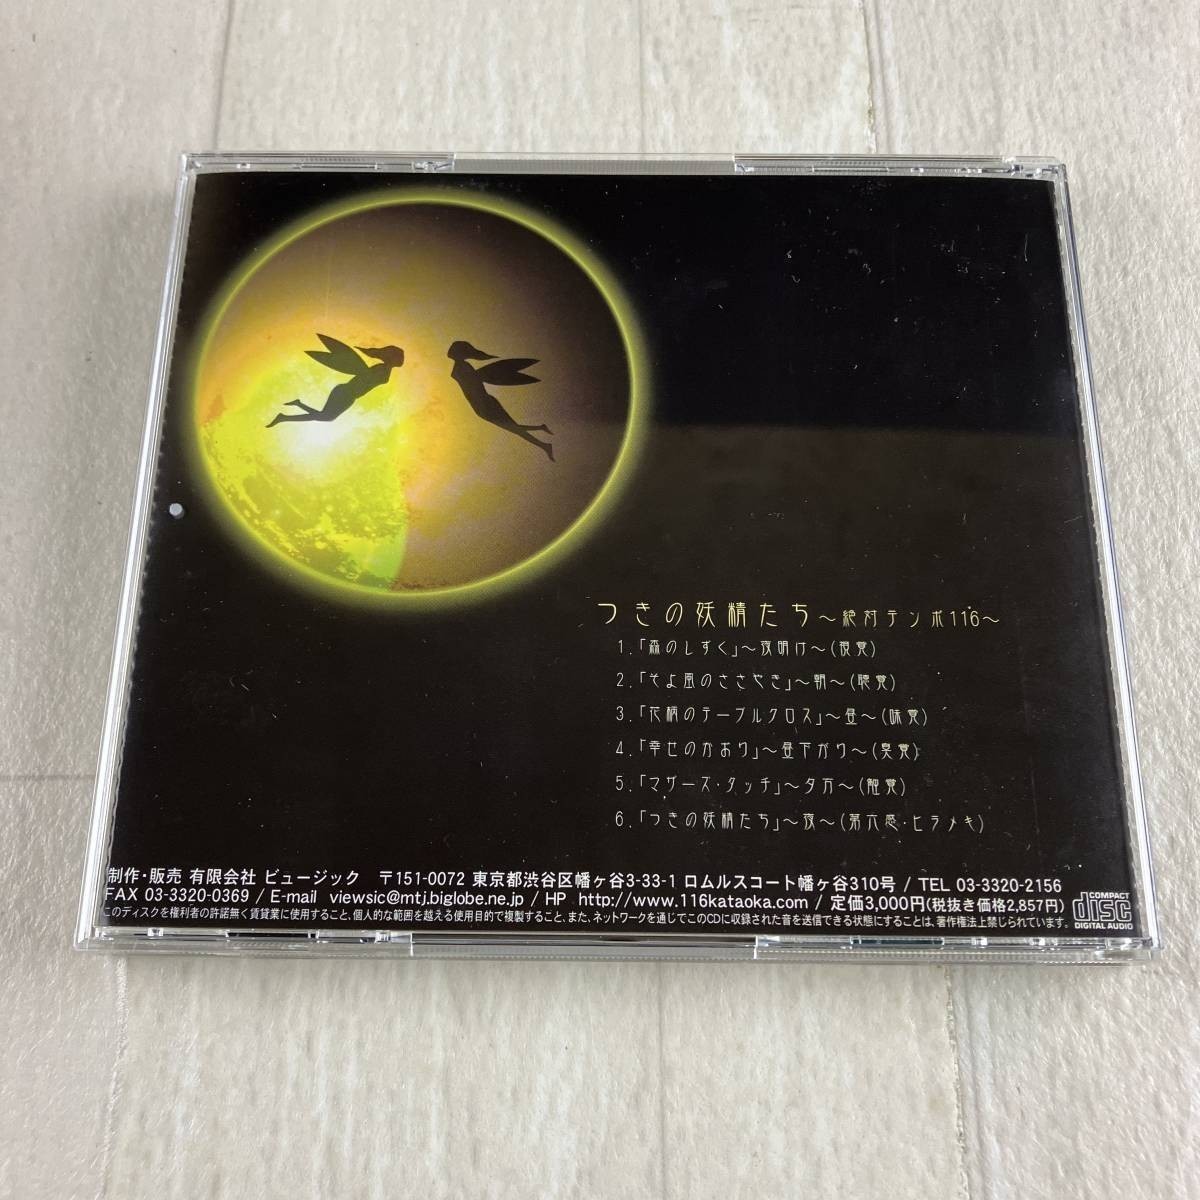 つきの妖精たち～絶対テンポ116～
1.「森のしずく」～夜明け～(視覚)
2.「そよ風のささやき」～朝～(聴覚)
3.「花柄のテーブルクロス」～昼～(味覚)
4.「幸せのかおり」～昼下がり～(臭覚)
5.「マザーズ・タッチ」～夕方～(触覚)
6.「つきの妖精たち」～夜～(第六感・ヒラメキ)
制作・販売 有限会社 ビュージック 〒151-0072 東京都渋谷区幡ヶ谷3-33-1 ロムルスコート幡ヶ谷310号 / TEL 03-3320-2156
FAX 03-3320-0369 / E-mail viewsic@mtj.biglobe.ne.jp / HP http://www.116kataoka.com / 定価3,000円(税抜き価格2,857円)
このディスクを権利者の許諾無く賃貸業に使用すること、個人的な範囲を越える使用目的で複製すること、また、ネットワークを通じてこのCDに収録された音を送信できる状態にすることは、著作権法上禁じられています。
COMPACT
disc
DIGITAL AUDIO